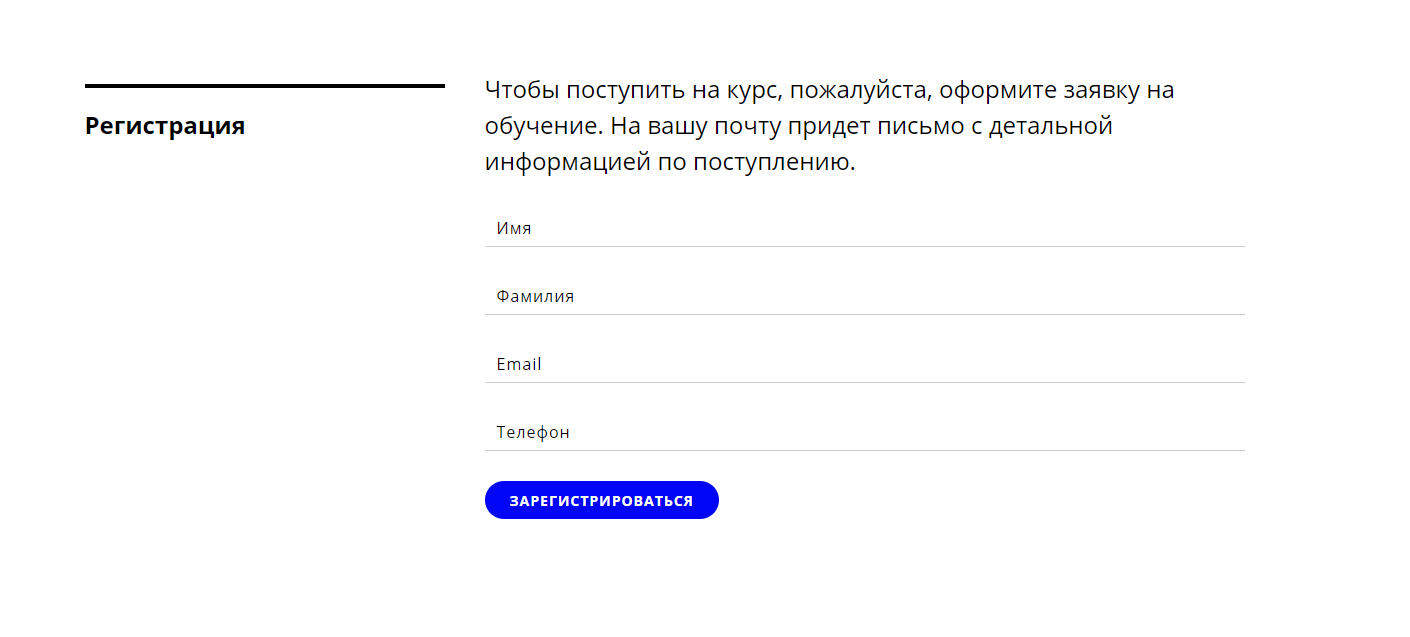 Регистрация
Чтобы поступить на курс, пожалуйста, оформите заявку на
обучение. На вашу почту придет письмо с детальной
информацией по поступлению.
Имя
Фамилия
Email
Телефон
ЗАРЕГИСТРИРОВАТЬСЯ